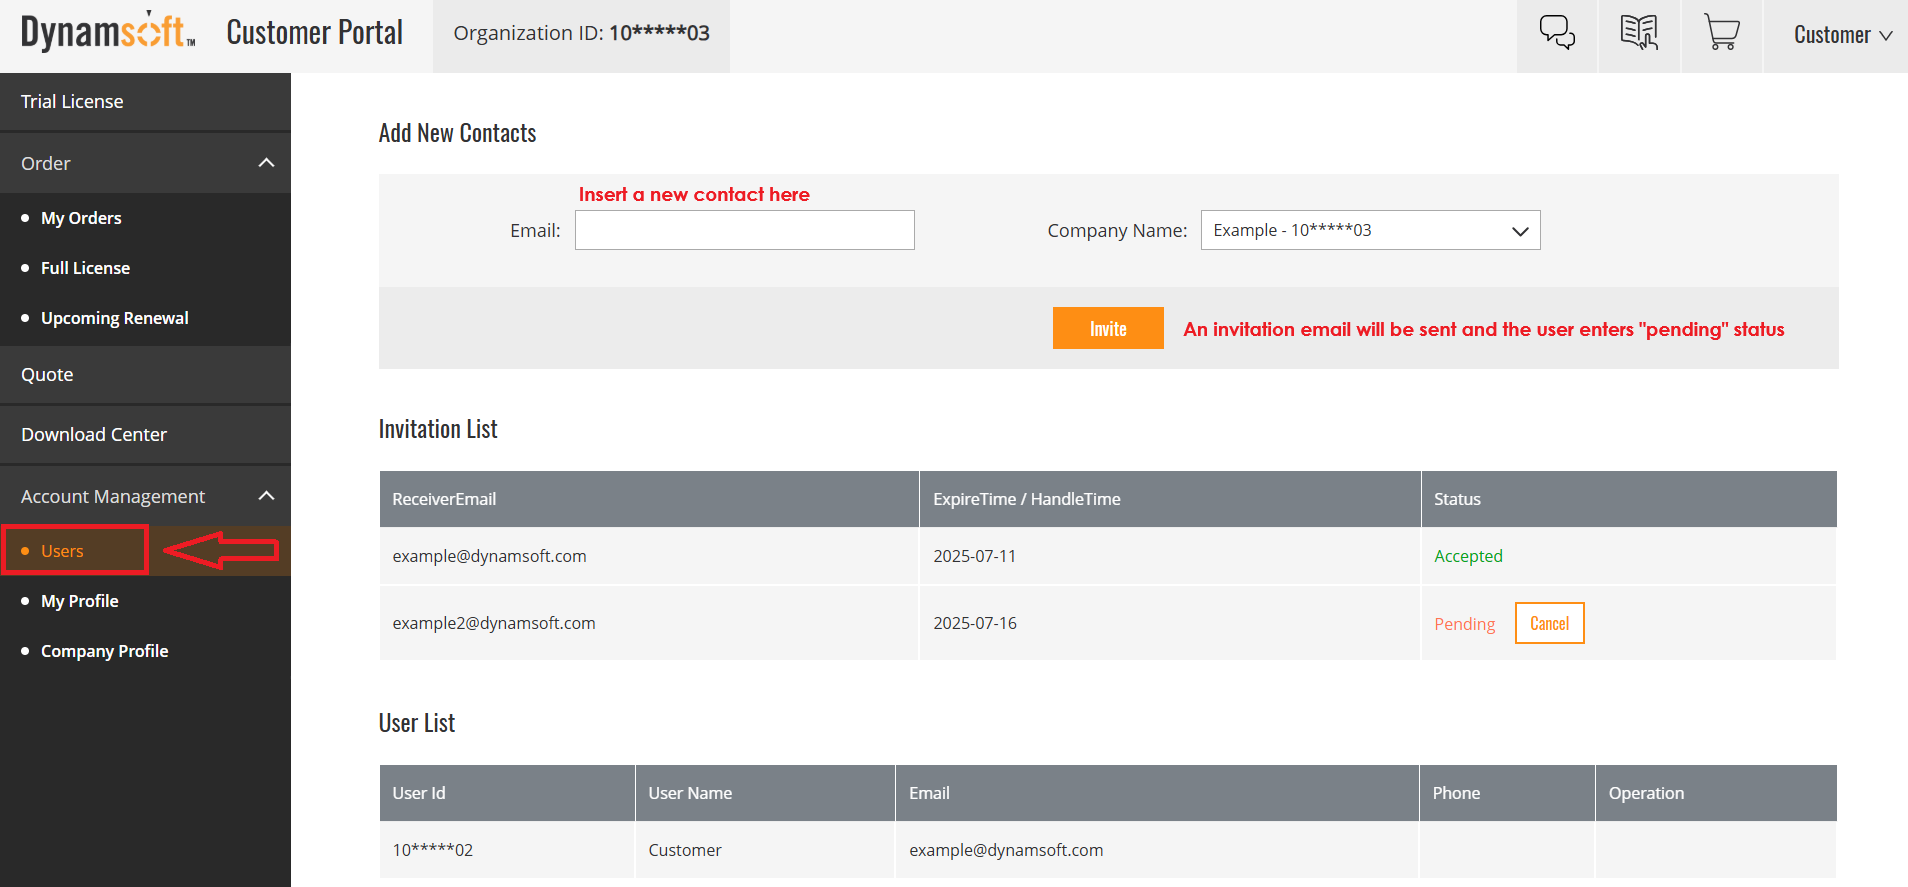 Dynamsoft™ Customer Portal Organization ID: 10*****03 Customer
Trial License
Order
My Orders
Full License
Upcoming Renewal
Quote
Download Center
Account Management
Users
My Profile
Company Profile
Add New Contacts
Insert a new contact here
Email: Company Name: Example - 10*****03
Invite An invitation email will be sent and the user enters "pending" status
Invitation List
ReceiverEmail ExpireTime / HandleTime Status
example@dynamsoft.com 2025-07-11 Accepted
example2@dynamsoft.com 2025-07-16 Pending Cancel
User List
User Id User Name Email Phone Operation
10*****02 Customer example@dynamsoft.com